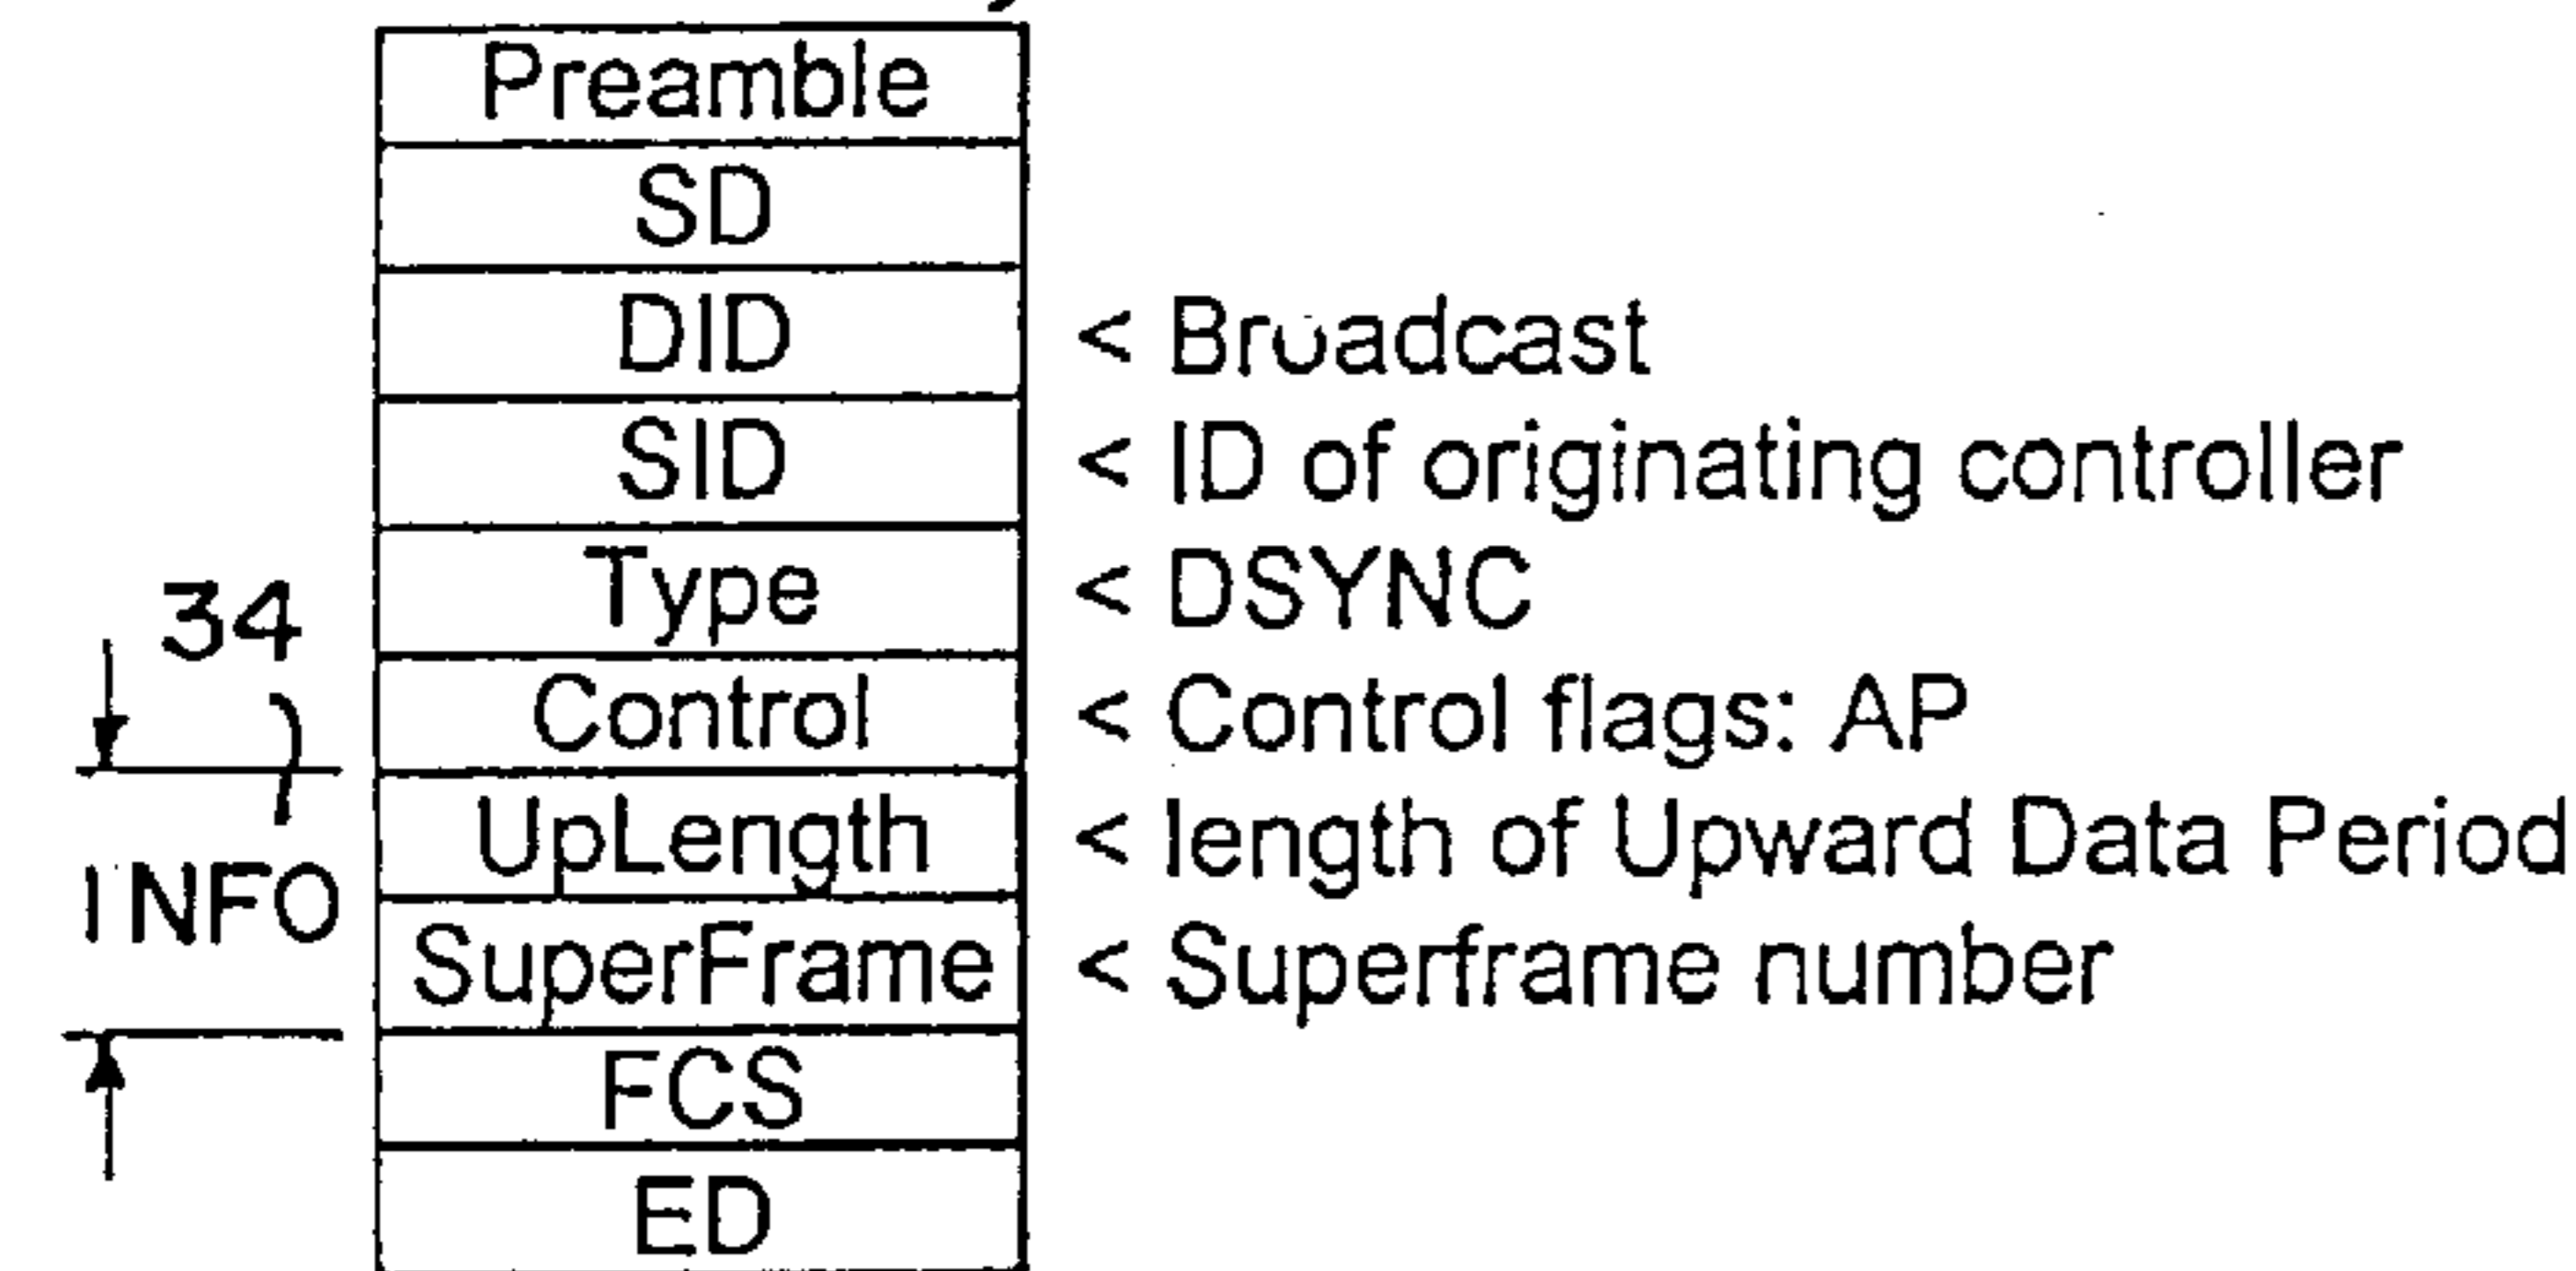 Preamble
SD
DID < Broadcast
SID < ID of originating controller
Type < DSYNC
34
Control < Control flags: AP
UpLength < length of Upward Data Period
INFO
SuperFrame < Superframe number
FCS
ED